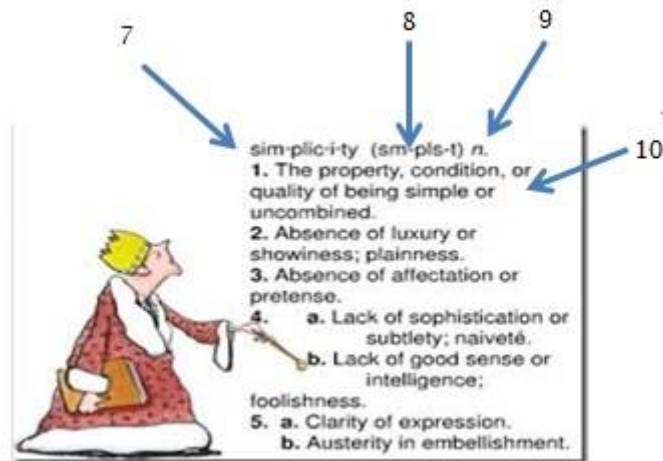 7
8
9
10
sim-plic-i-ty (sm-pls-t) n.
1. The property, condition, or
quality of being simple or
uncombined.
2. Absence of luxury or
showiness; plainness.
3. Absence of affectation or
pretense.
4. a. Lack of sophistication or
subtlety; naiveté.
b. Lack of good sense or
intelligence;
foolishness.
5. a. Clarity of expression.
b. Austerity in embellishment.